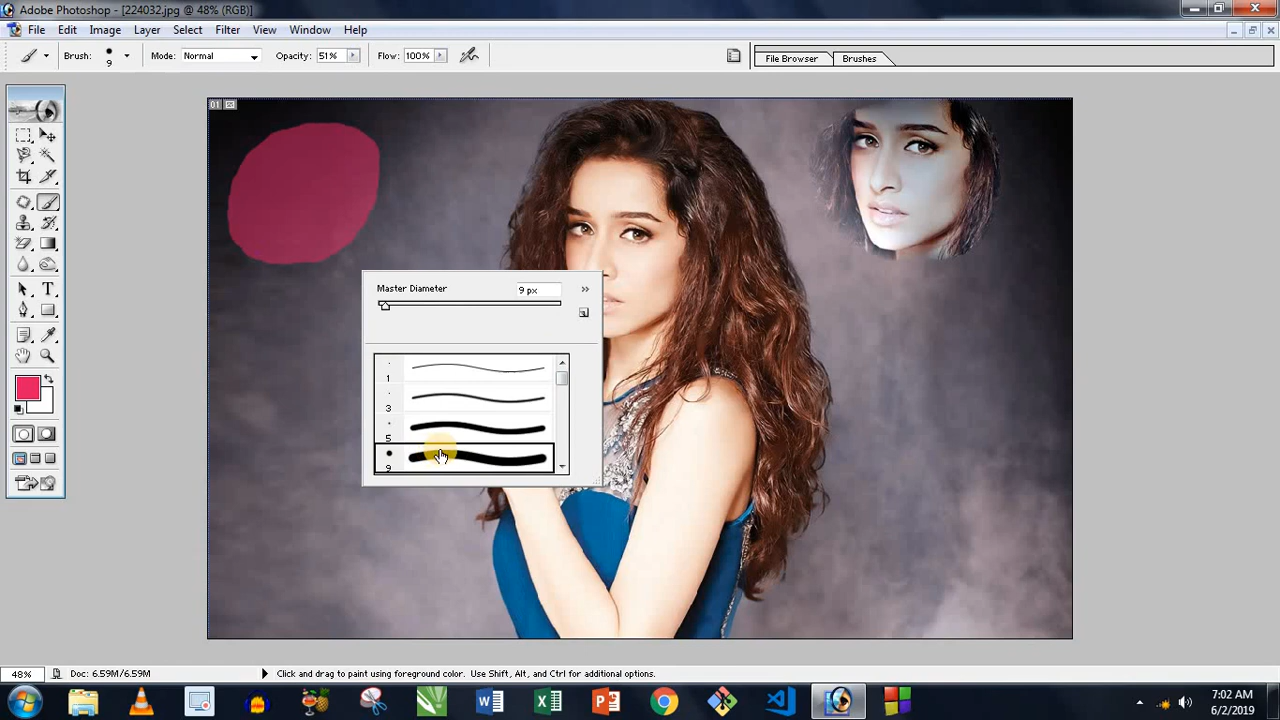 Adobe Photoshop - [224032.jpg @ 48% (RGB)]
File Edit Image Layer Select Filter View Window Help
Brush: 9 Mode: Normal Opacity: 51% Flow: 100% File Browser Brushes
01
Master Diameter 9 px
1
3
5
9
48% Doc: 6.59M/6.59M Click and drag to paint using foreground color. Use Shift, Alt, and Ctrl for additional options.
7:02 AM
6/2/2019